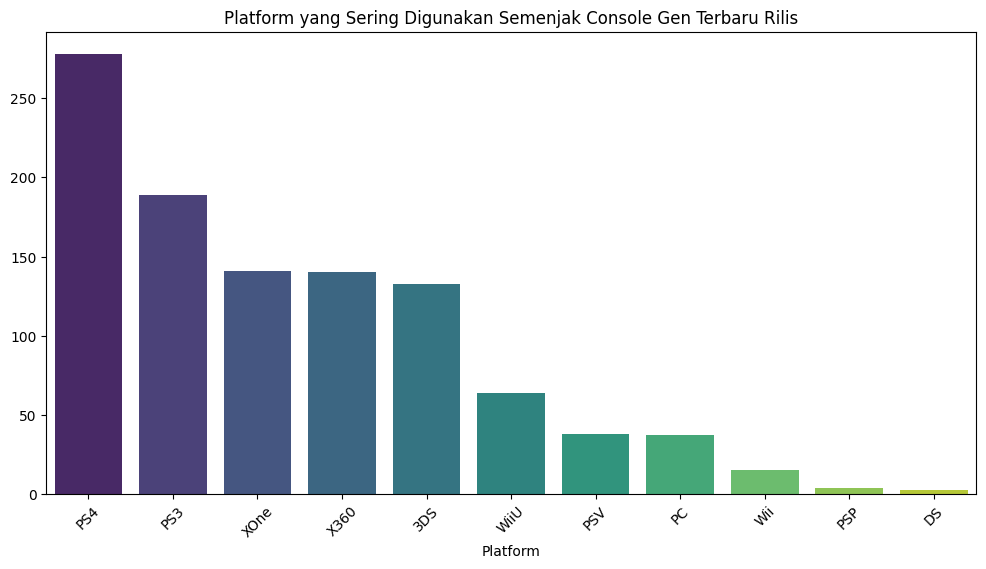 Platform yang Sering Digunakan Semenjak Console Gen Terbaru Rilis
250
200
150
100
50
0
PS4 PS3 XOne X360 3DS WiiU PSV PC Wii PSP DS
Platform